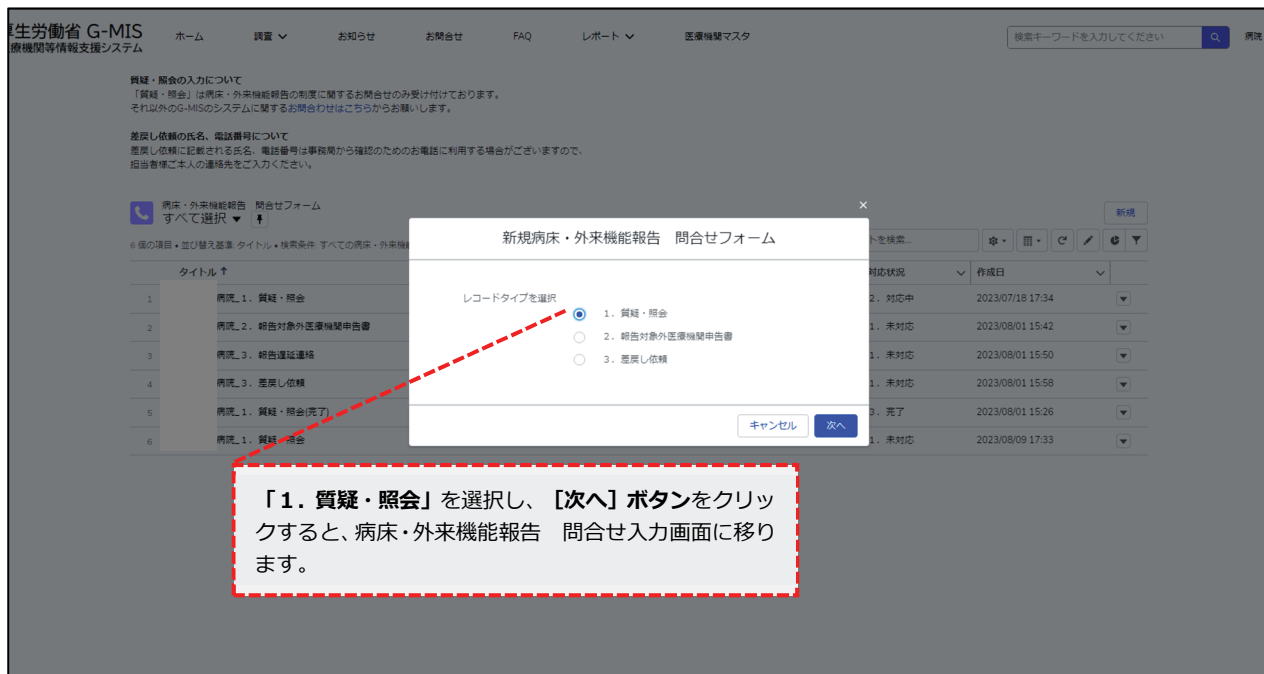 厚生労働省 G-MIS
医療機関等情報支援システム
ホーム
調査
お知らせ
お問合せ
FAQ
レポート
医療機関マスタ
検索キーワードを入力してください
病院
質疑・照会の入力について
「質疑・照会」は病床・外来機能報告の制度に関するお問合せのみ受け付けております。
それ以外のG-MISのシステムに関するお問合わせはこちらからお願いします。
差戻し依頼の氏名、電話番号について
差戻し依頼に記載される氏名、電話番号は事務局から確認のためのお電話に利用する場合がございますので、
担当者様ご本人の連絡先をご入力ください。
病床・外来機能報告　問合せフォーム
すべて選択
新規
6 個の項目 • 並び替え基準: タイトル • 検索条件: すべての病床・外来機
トを検索...
タイトル ↑
対応状況
作成日
1 病院_1．質疑・照会 2．対応中 2023/07/18 17:34
2 病院_2．報告対象外医療機関申告書 1．未対応 2023/08/01 15:42
3 病院_3．報告遅延連絡 1．未対応 2023/08/01 15:50
4 病院_3．差戻し依頼 1．未対応 2023/08/01 15:58
5 病院_1．質疑・照会(完了) 3．完了 2023/08/01 15:26
6 病院_1．質疑・照会 1．未対応 2023/08/09 17:33
×
新規病床・外来機能報告　問合せフォーム
レコードタイプを選択
1．質疑・照会
2．報告対象外医療機関申告書
3．差戻し依頼
キャンセル
次へ
「１．質疑・照会」を選択し、［次へ］ボタンをクリッ
クすると、病床・外来機能報告　問合せ入力画面に移り
ます。